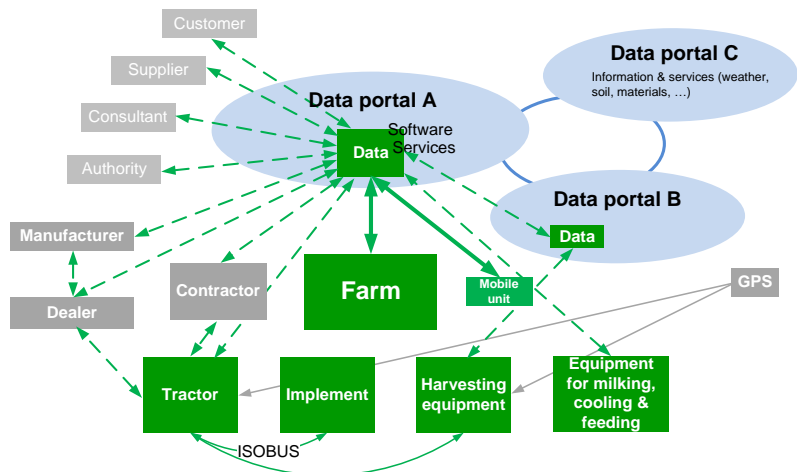 Customer
Supplier
Consultant
Authority
Data portal A
Software
Services
Data
Data portal C
Information & services (weather,
soil, materials, …)
Data portal B
Data
Manufacturer
Dealer
Contractor
Farm
Mobile
unit
GPS
Tractor
Implement
Harvesting
equipment
Equipment
for milking,
cooling &
feeding
ISOBUS